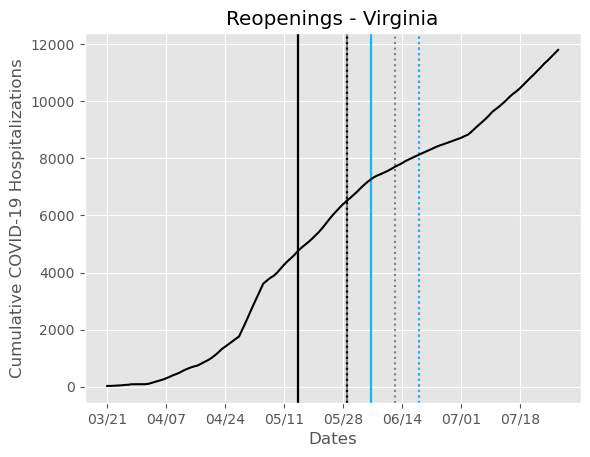 Reopenings - Virginia
Cumulative COVID-19 Hospitalizations
12000
10000
8000
6000
4000
2000
0
03/21 04/07 04/24 05/11 05/28 06/14 07/01 07/18
Dates